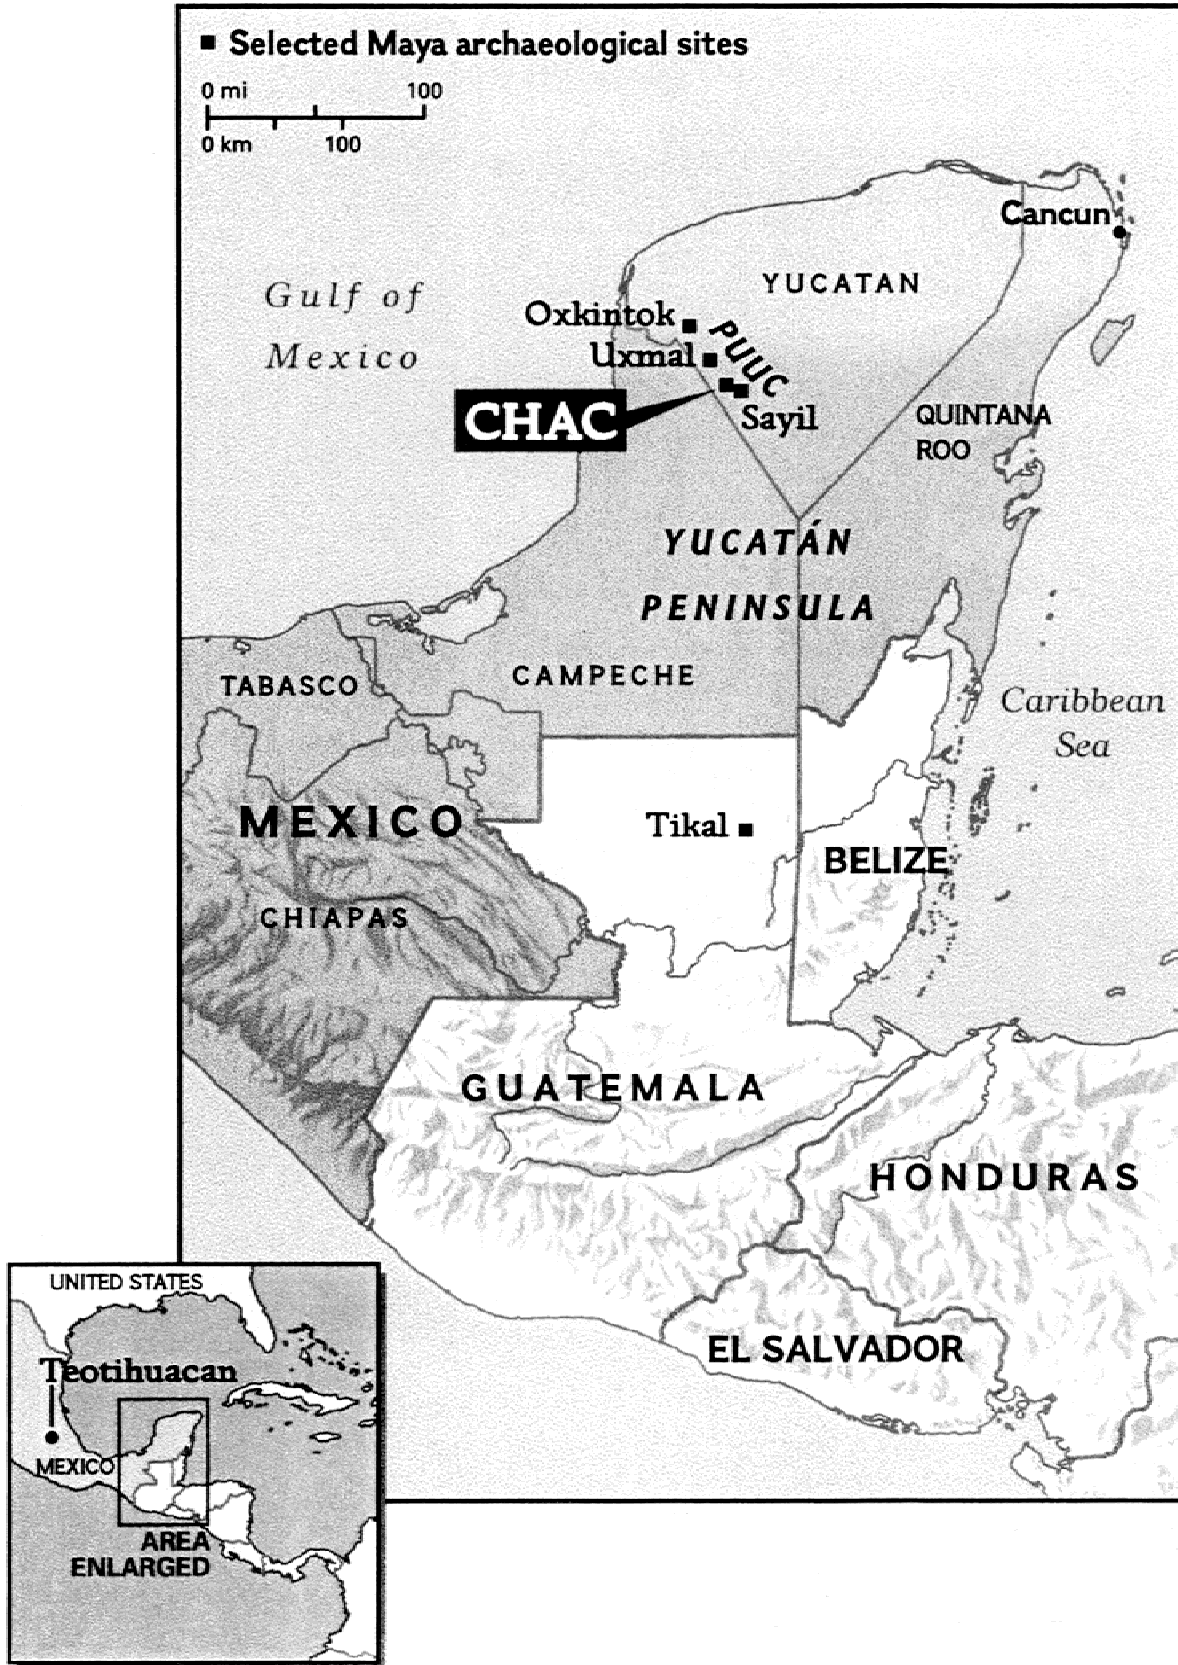 ■ Selected Maya archaeological sites
0 mi 100
0 km 100
Cancun
Gulf of
Mexico
YUCATAN
Oxkintok
PUUC
Uxmal
CHAC
Sayil
QUINTANA
ROO
YUCATÁN
PENINSULA
CAMPECHE
TABASCO
Caribbean
Sea
MEXICO
Tikal
BELIZE
CHIAPAS
GUATEMALA
HONDURAS
EL SALVADOR
UNITED STATES
Teotihuacan
MEXICO
AREA
ENLARGED